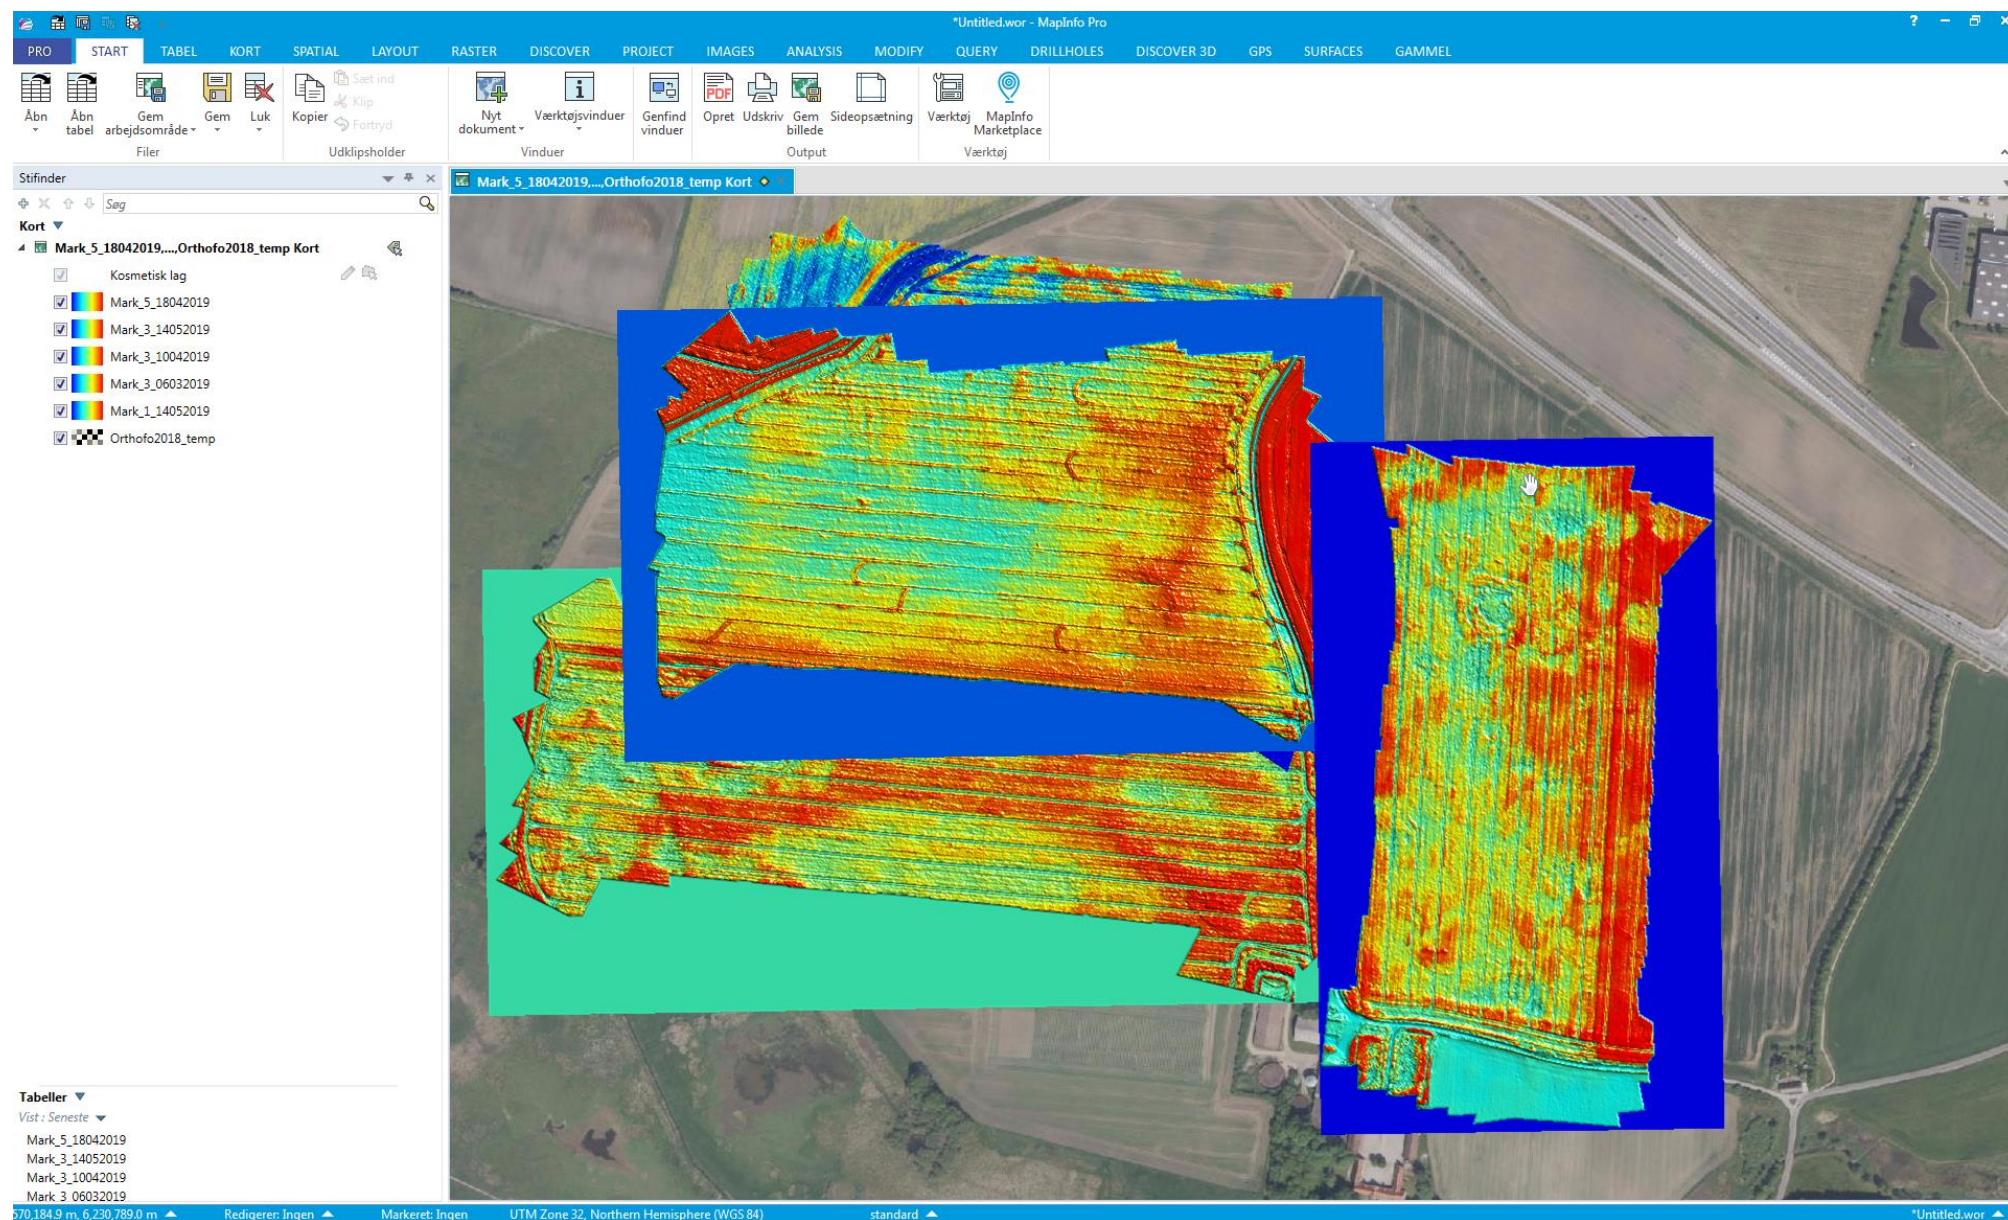 *Untitled.wor - MapInfo Pro
?
PRO START TABEL KORT SPATIAL LAYOUT RASTER DISCOVER PROJECT IMAGES ANALYSIS MODIFY QUERY DRILLHOLES DISCOVER 3D GPS SURFACES GAMMEL
Åbn
Åbn tabel
Gem arbejdsområde
Gem
Luk
Filer
Kopier
Sæt ind
Klip
Fortryd
Udklipsholder
Nyt dokument
Værktøjsvinduer
Vinduer
Genfind vinduer
PDF
Opret
Udskriv
Gem billede
Sideopsætning
Output
Værktøj
MapInfo Marketplace
Værktøj
Stifinder
Søg
Kort
Mark_5_18042019,...,Orthofo2018_temp Kort
Kosmetisk lag
Mark_5_18042019
Mark_3_14052019
Mark_3_10042019
Mark_3_06032019
Mark_1_14052019
Orthofo2018_temp
Mark_5_18042019,...,Orthofo2018_temp Kort
Tabeller
Vist : Seneste
Mark_5_18042019
Mark_3_14052019
Mark_3_10042019
Mark_3_06032019
570,184.9 m, 6,230,789.0 m Redigerer: Ingen Markeret: Ingen UTM Zone 32, Northern Hemisphere (WGS 84) standard *Untitled.wor